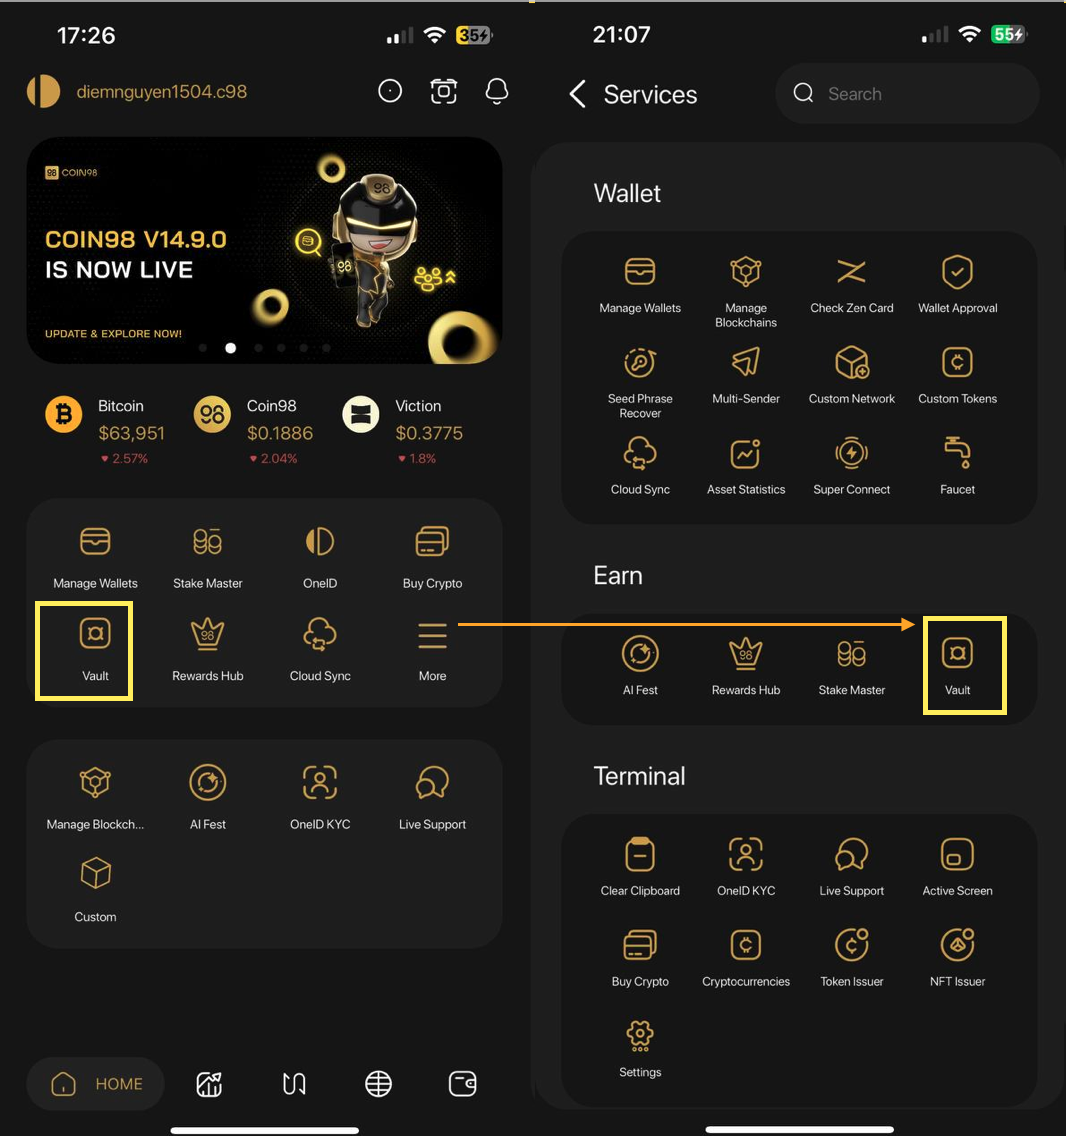 17:26
35
diemnguyen1504.c98
98 COIN98
COIN98 V14.9.0
IS NOW LIVE
UPDATE & EXPLORE NOW!
98
98
Bitcoin
$63,951
2.57%
98
Coin98
$0.1886
2.04%
Viction
$0.3775
1.8%
Manage Wallets
Stake Master
OneID
Buy Crypto
Vault
98
Rewards Hub
Cloud Sync
More
Manage Blockch...
AI Fest
OneID KYC
Live Support
Custom
HOME
21:07
55
Services
Search
Wallet
Manage Wallets
Manage
Blockchains
Check Zen Card
Wallet Approval
Seed Phrase
Recover
Multi-Sender
Custom Network
Custom Tokens
Cloud Sync
Asset Statistics
Super Connect
Faucet
Earn
AI Fest
98
Rewards Hub
Stake Master
Vault
Terminal
Clear Clipboard
OneID KYC
Live Support
Active Screen
Buy Crypto
Cryptocurrencies
Token Issuer
NFT Issuer
Settings